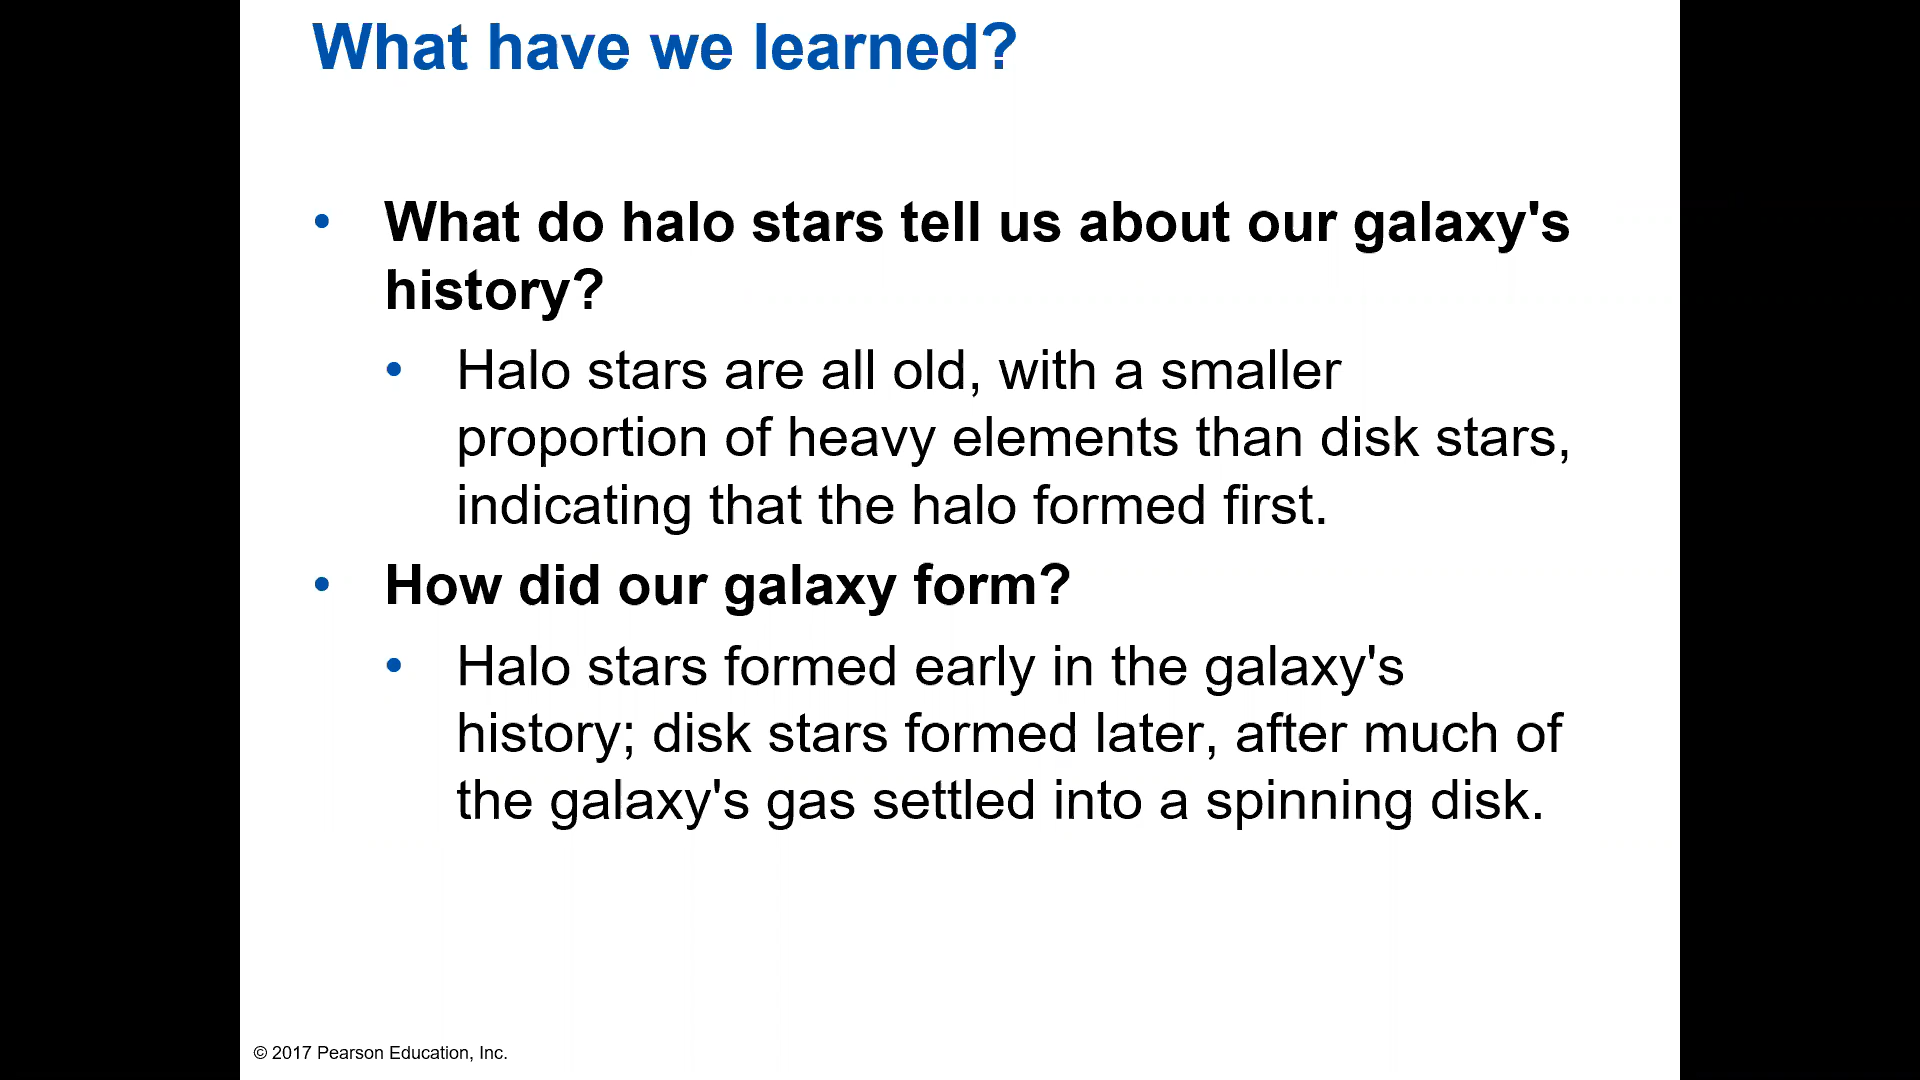 What have we learned?
• What do halo stars tell us about our galaxy's
history?
• Halo stars are all old, with a smaller
proportion of heavy elements than disk stars,
indicating that the halo formed first.
• How did our galaxy form?
• Halo stars formed early in the galaxy's
history; disk stars formed later, after much of
the galaxy's gas settled into a spinning disk.
© 2017 Pearson Education, Inc.